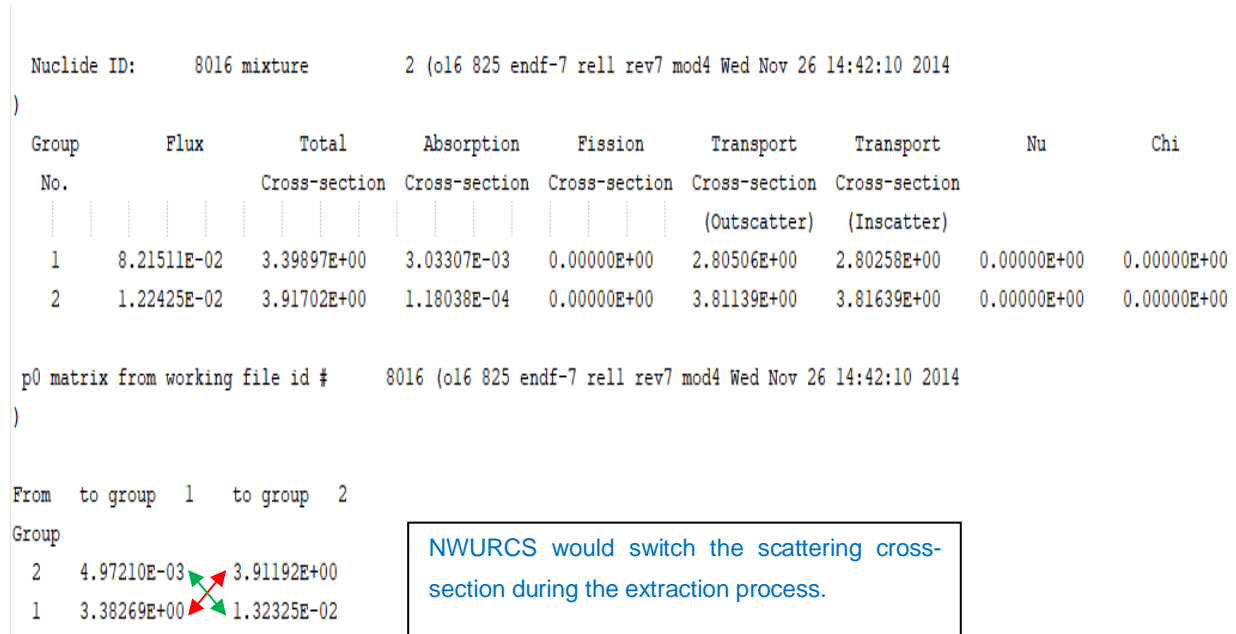 Nuclide ID: 8016 mixture 2 (o16 825 endf-7 rel1 rev7 mod4 Wed Nov 26 14:42:10 2014
)
Group Flux Total Absorption Fission Transport Transport Nu Chi
No. Cross-section Cross-section Cross-section Cross-section Cross-section
(Outscatter) (Inscatter)
1 8.21511E-02 3.39897E+00 3.03307E-03 0.00000E+00 2.80506E+00 2.80258E+00 0.00000E+00 0.00000E+00
2 1.22425E-02 3.91702E+00 1.18038E-04 0.00000E+00 3.81139E+00 3.81639E+00 0.00000E+00 0.00000E+00
p0 matrix from working file id # 8016 (o16 825 endf-7 rel1 rev7 mod4 Wed Nov 26 14:42:10 2014
)
From to group 1 to group 2
Group
2 4.97210E-03 3.91192E+00
1 3.38269E+00 1.32325E-02
NWURCS would switch the scattering cross-
section during the extraction process.